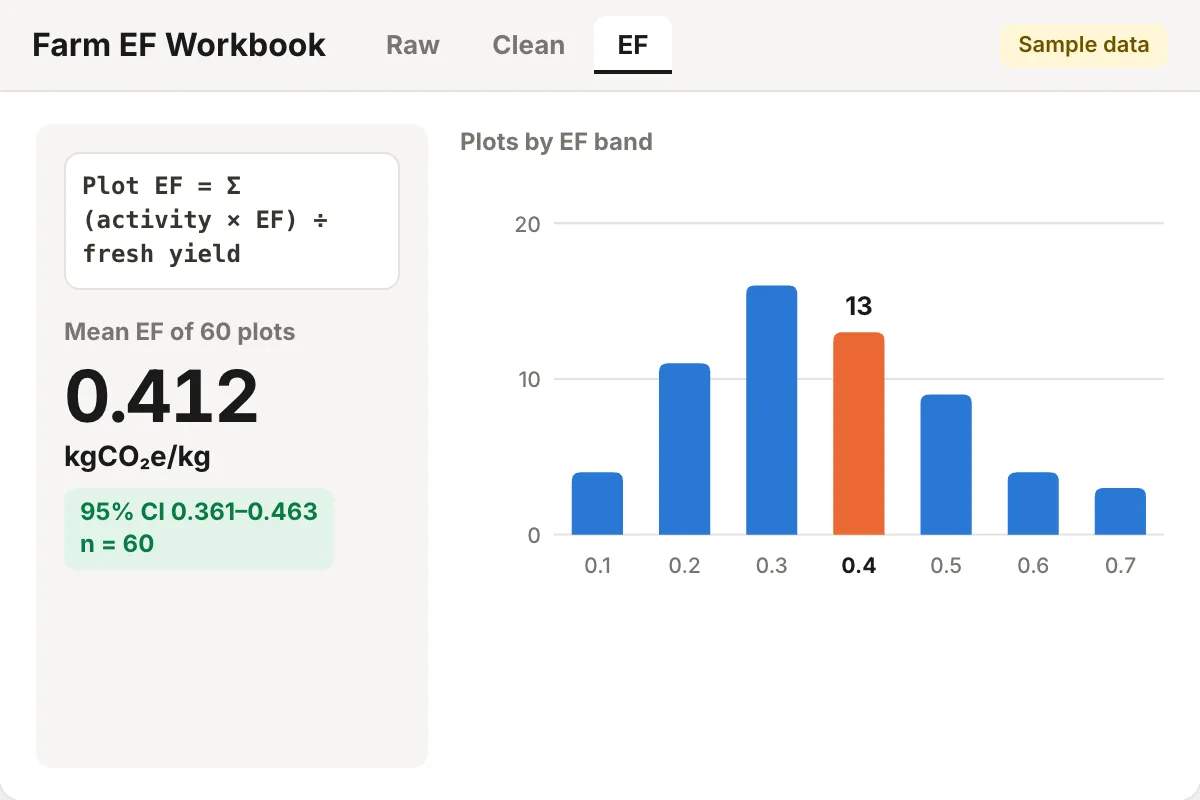 Farm EF Workbook
Raw
Clean
EF
Sample data
Plot EF = Σ
(activity × EF) ÷
fresh yield
Mean EF of 60 plots
0.412
kgCO₂e/kg
95% CI 0.361–0.463
n = 60
Plots by EF band
20
10
0
13
0.1
0.2
0.3
0.4
0.5
0.6
0.7